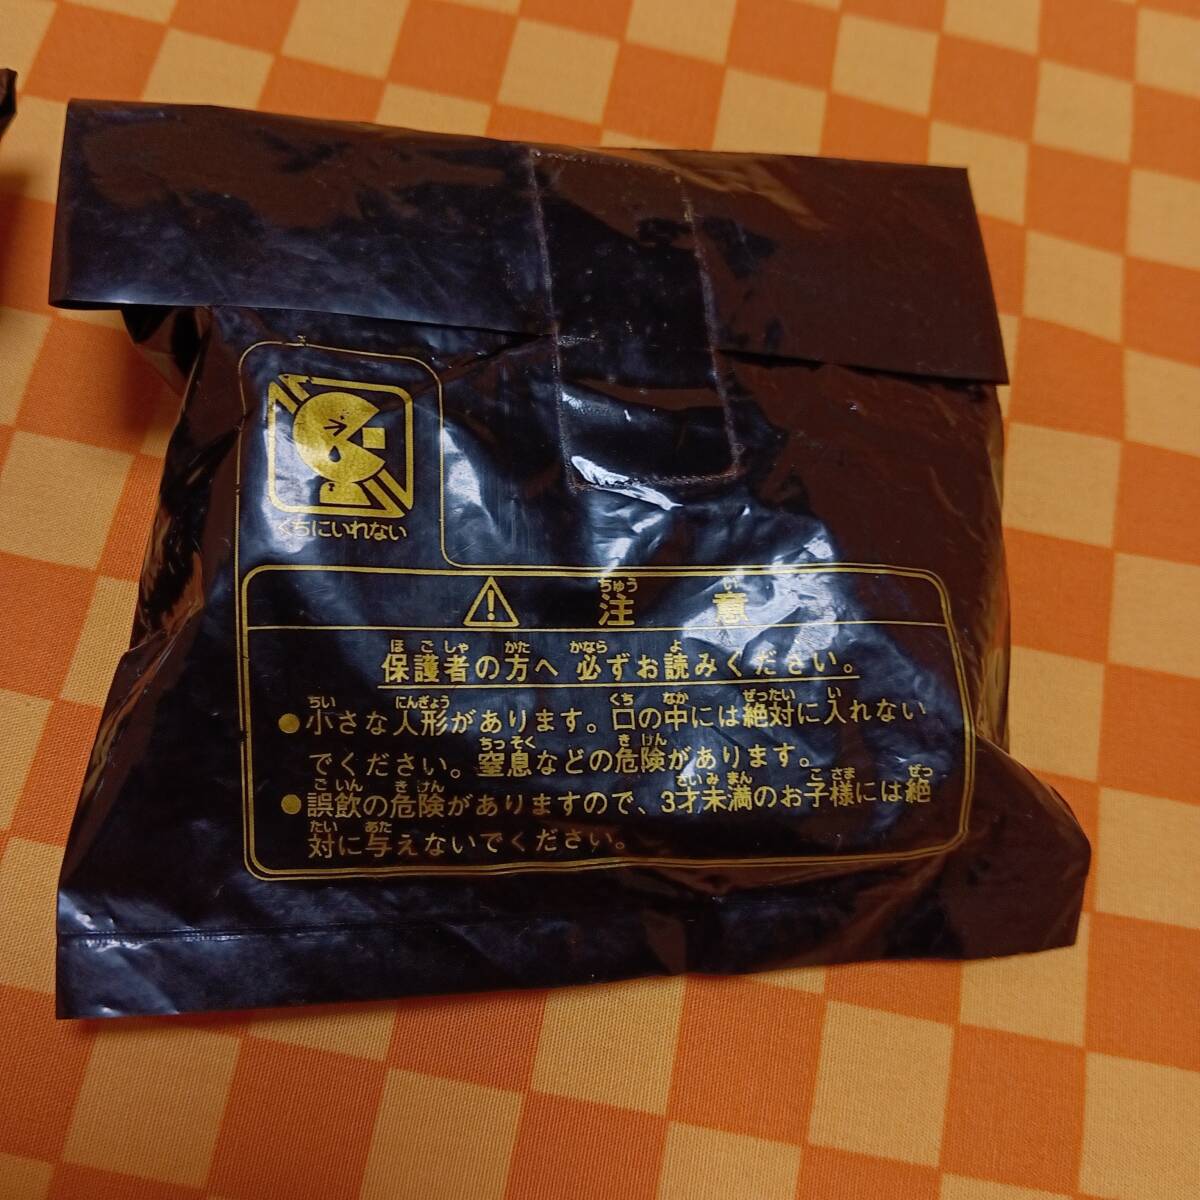 くちにいれない
注意
保護者の方へ 必ずお読みください。
●小さな人形があります。口の中には絶対に入れない
でください。窒息などの危険があります。
●誤飲の危険がありますので、3才未満のお子様には絶
対に与えないでください。